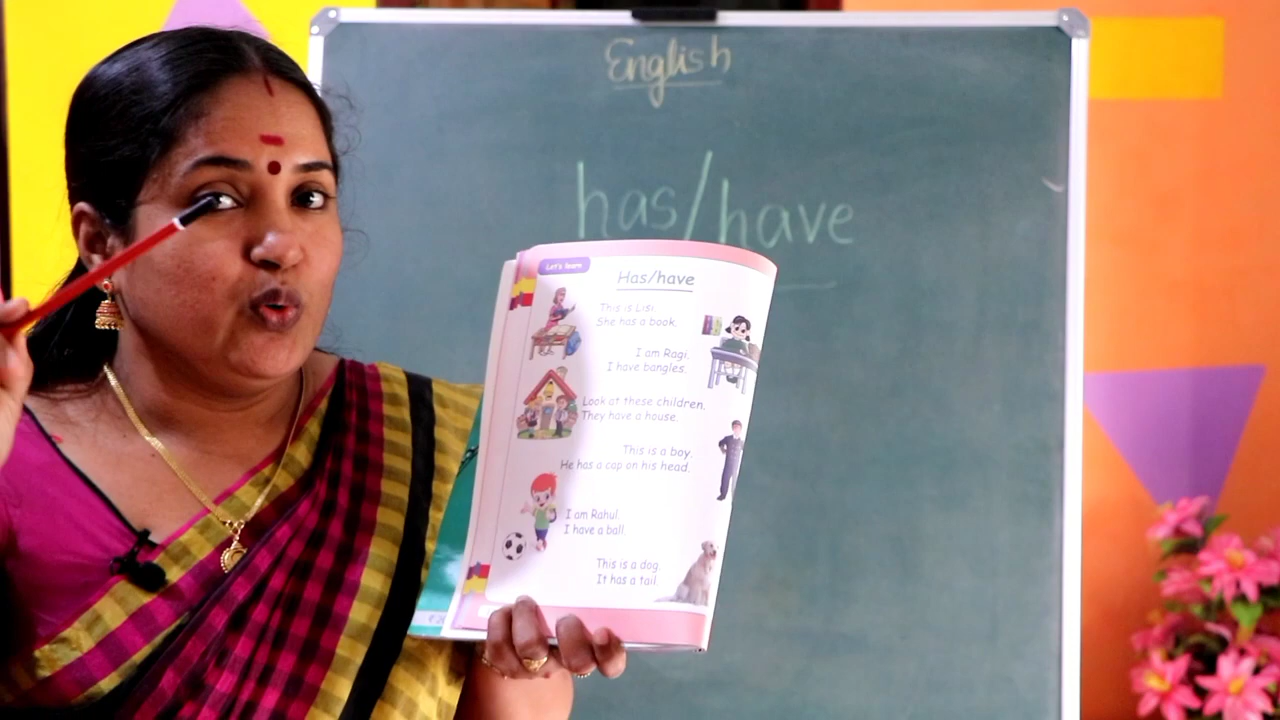 English
has/have
Let's learn
Has/have
This is Lisi.
She has a book.
I am Ragi.
I have bangles.
Look at these children.
They have a house.
This is a boy.
He has a cap on his head.
I am Rahul.
I have a ball.
This is a dog.
It has a tail.